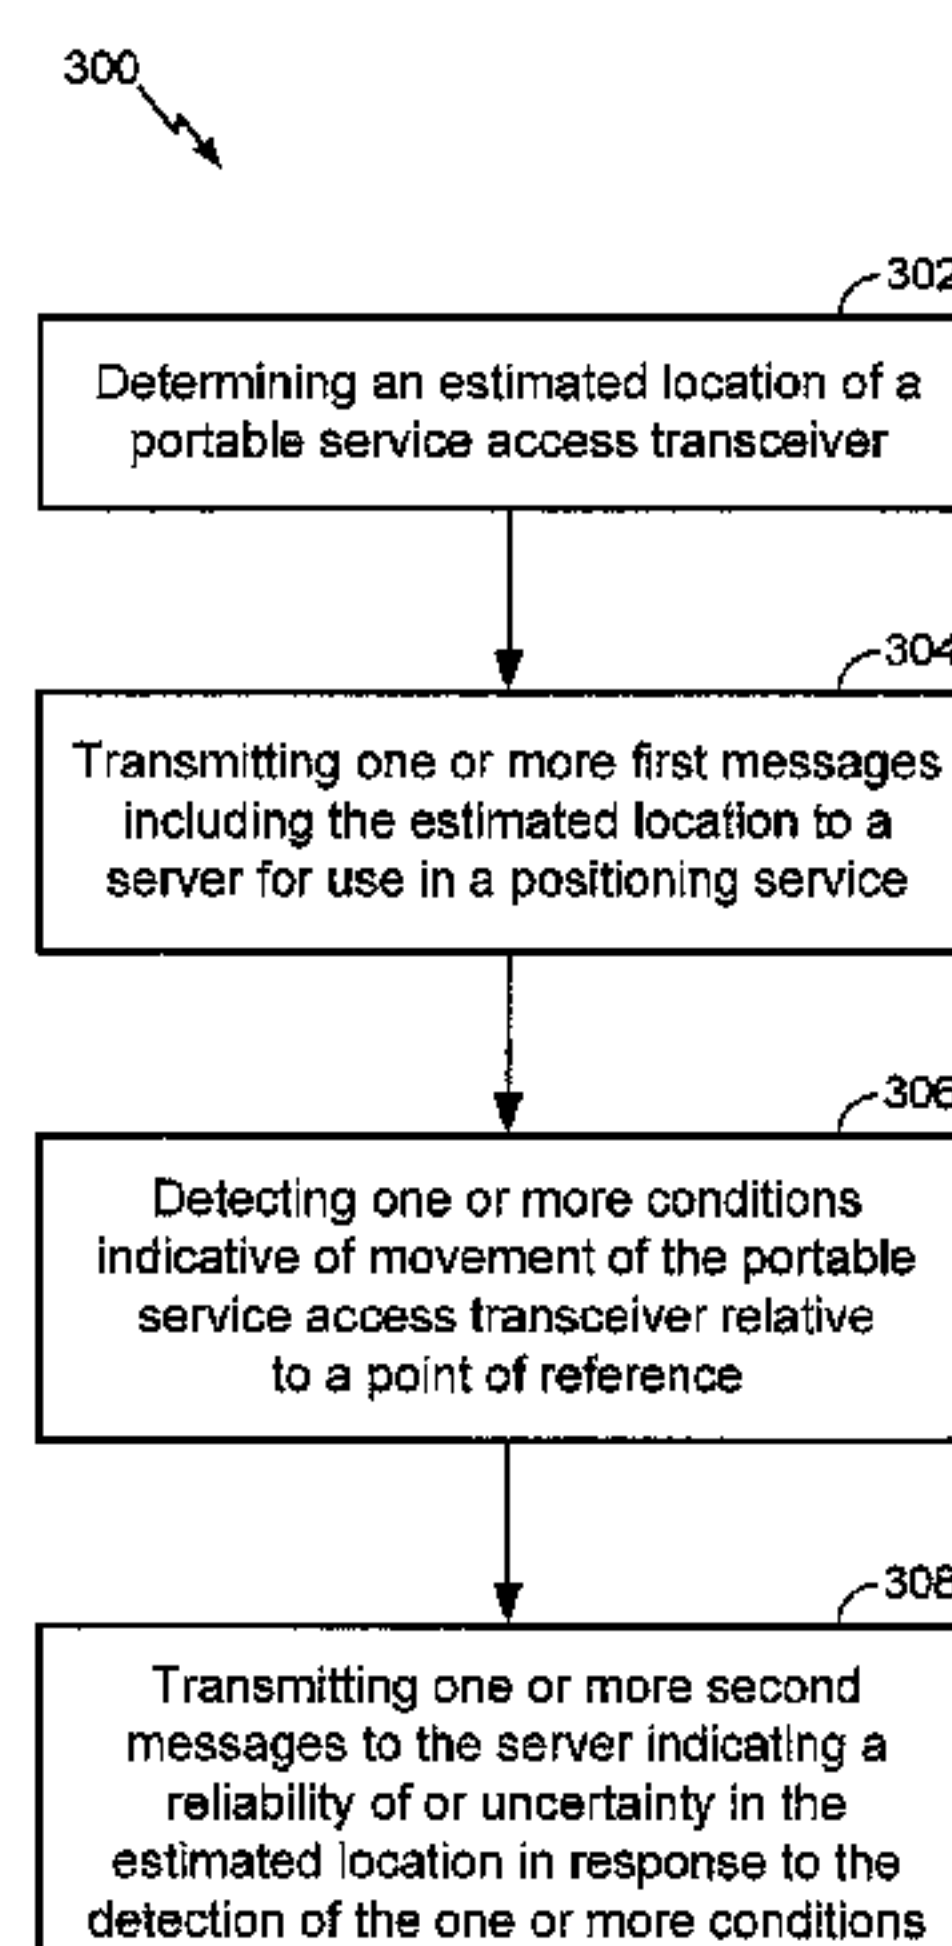 300
302
Determining an estimated location of a
portable service access transceiver
304
Transmitting one or more first messages
including the estimated location to a
server for use in a positioning service
306
Detecting one or more conditions
indicative of movement of the portable
service access transceiver relative
to a point of reference
308
Transmitting one or more second
messages to the server indicating a
reliability of or uncertainty in the
estimated location in response to the
detection of the one or more conditions